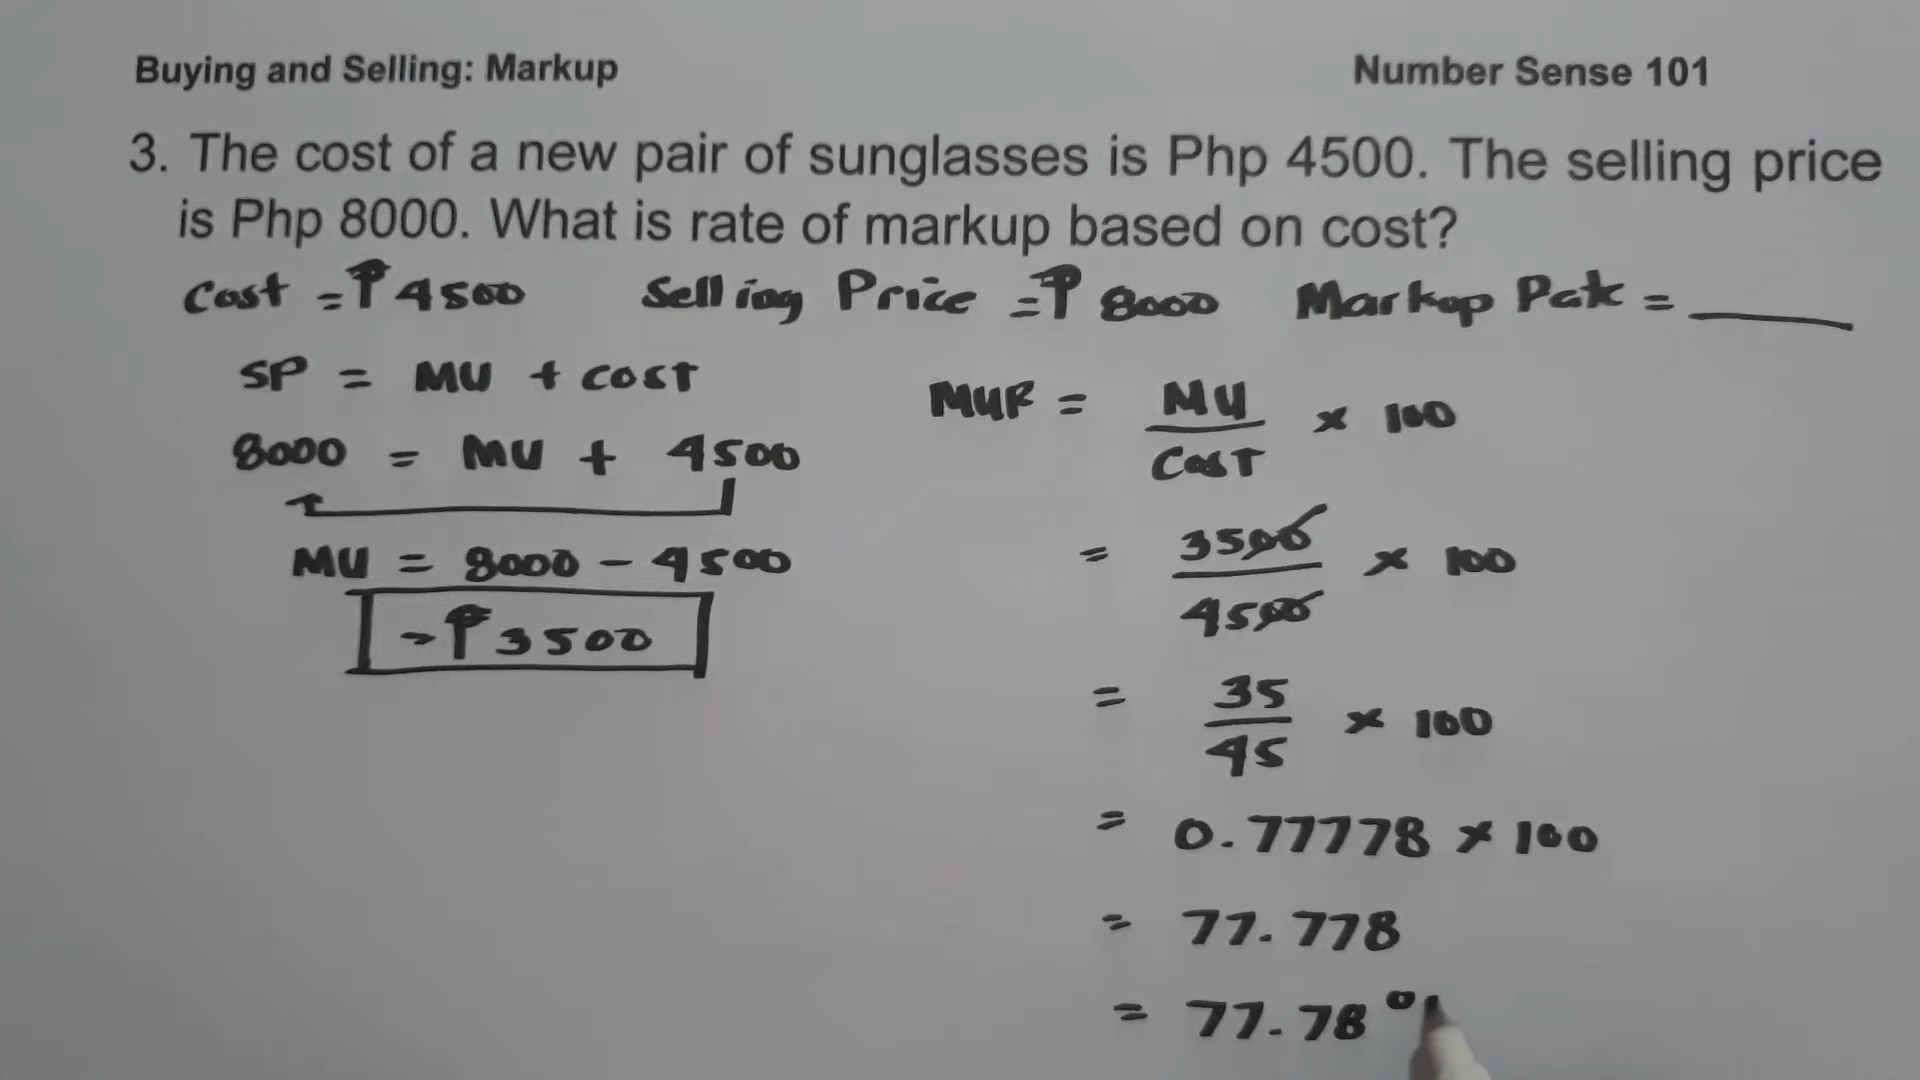 Buying and Selling: Markup
Number Sense 101
3. The cost of a new pair of sunglasses is Php 4500. The selling price
is Php 8000. What is rate of markup based on cost?
Cost = ₱ 4500 Selling Price = ₱ 8000 Markup Rate = ____
SP = MU + COST
8000 = MU + 4500
MU = 8000 - 4500
= ₱ 3500
MUR = MU / COST x 100
= 3500 / 4500 x 100
= 35 / 45 x 100
= 0.77778 x 100
= 77.778
= 77.78 %